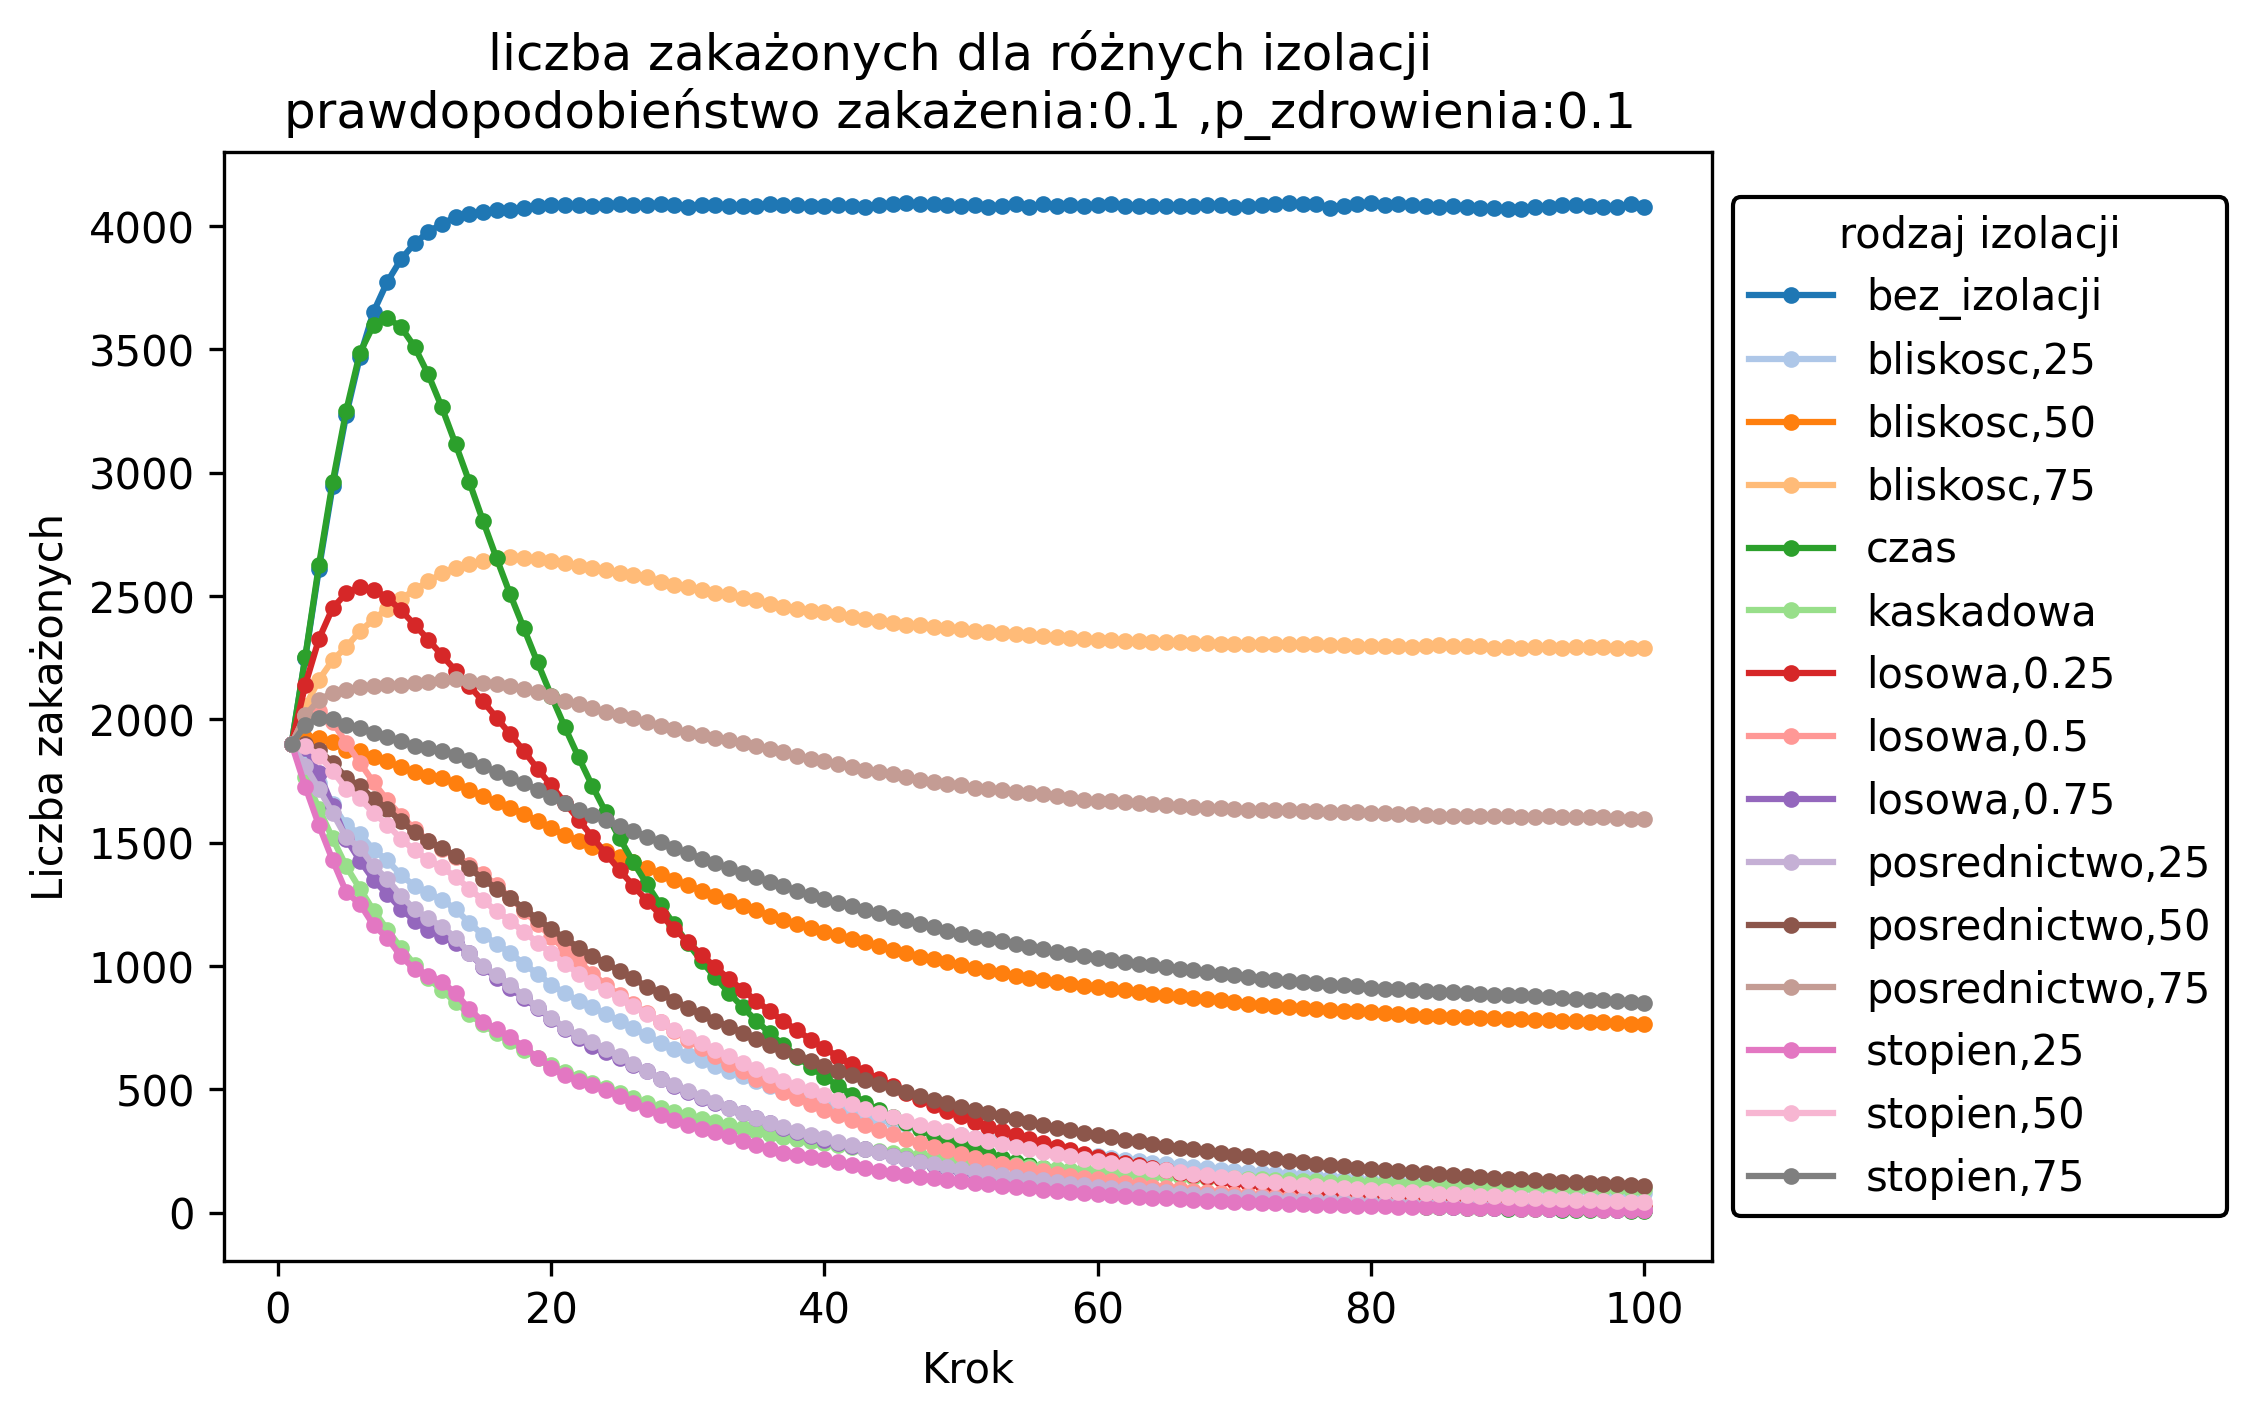 liczba zakażonych dla różnych izolacji
prawdopodobieństwo zakażenia:0.1 ,p_zdrowienia:0.1
Liczba zakażonych
4000
3500
3000
2500
2000
1500
1000
500
0
0 20 40 60 80 100
Krok
rodzaj izolacji
bez_izolacji
bliskosc,25
bliskosc,50
bliskosc,75
czas
kaskadowa
losowa,0.25
losowa,0.5
losowa,0.75
posrednictwo,25
posrednictwo,50
posrednictwo,75
stopien,25
stopien,50
stopien,75